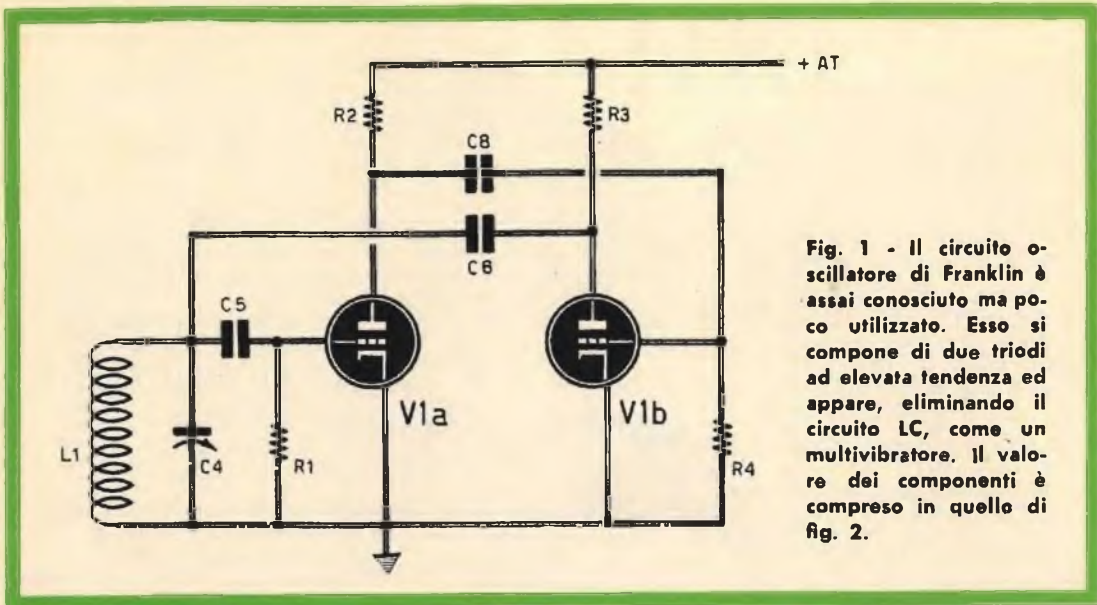 + AT
R2
R3
C8
C6
C5
V1a
V1b
L1
C4
R1
R4
Fig. 1 - Il circuito o-
scillatore di Franklin è
assai conosciuto ma po-
co utilizzato. Esso si
compone di due triodi
ad elevata tendenza ed
appare, eliminando il
circuito LC, come un
multivibratore. Il valo-
re dei componenti è
compreso in quello di
fig. 2.